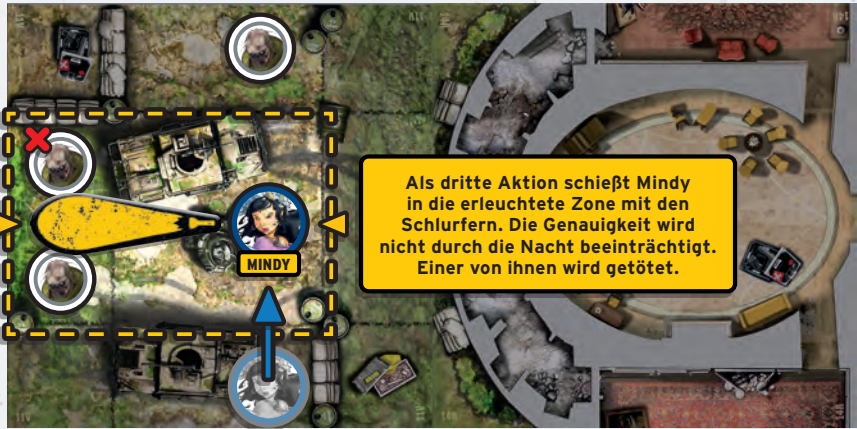 Als dritte Aktion schießt Mindy
in die erleuchtete Zone mit den
Schlurfern. Die Genauigkeit wird
nicht durch die Nacht beeinträchtigt.
Einer von ihnen wird getötet.
MINDY